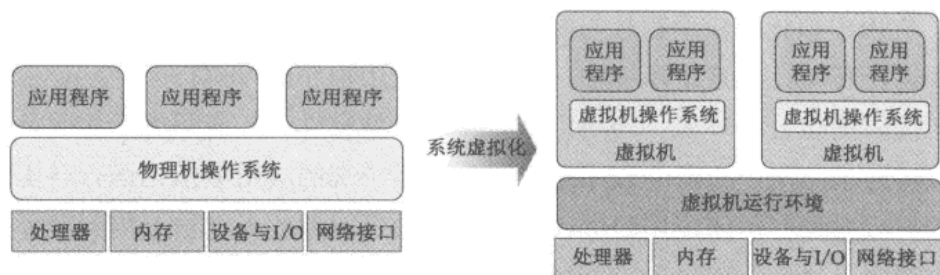 应用程序 应用程序 应用程序
物理机操作系统
处理器 内存 设备与I/O 网络接口
系统虚拟化
应用 应用 应用 应用
程序 程序 程序 程序
虚拟机操作系统 虚拟机操作系统
虚拟机 虚拟机
虚拟机运行环境
处理器 内存 设备与I/O 网络接口